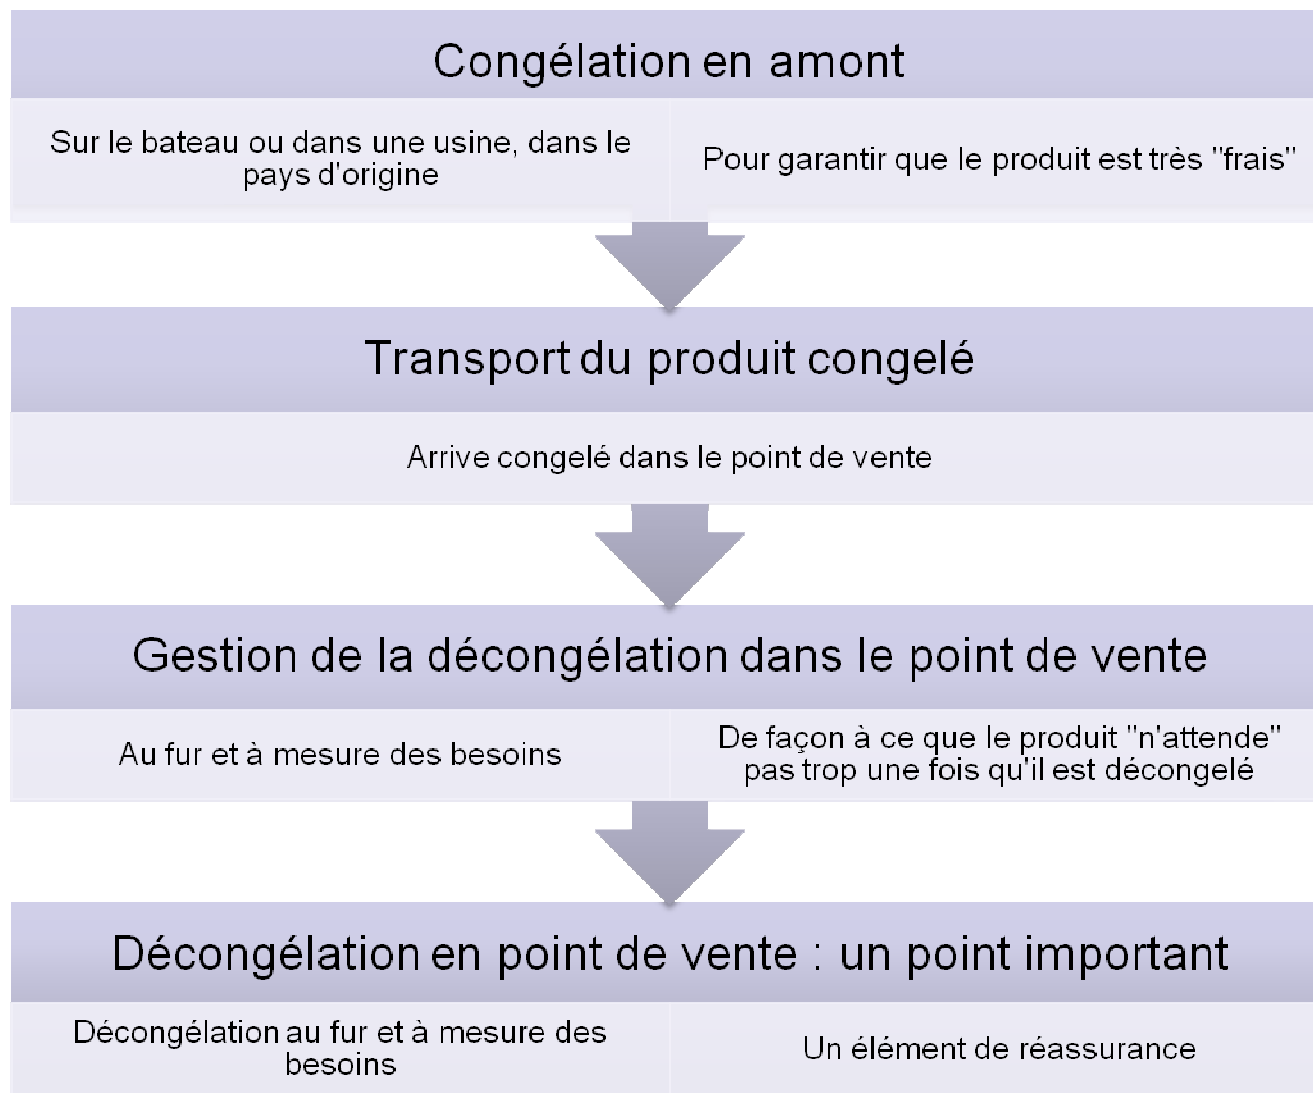 Congélation en amont
Sur le bateau ou dans une usine, dans le
pays d'origine
Pour garantir que le produit est très "frais"
Transport du produit congelé
Arrive congelé dans le point de vente
Gestion de la décongélation dans le point de vente
Au fur et à mesure des besoins
De façon à ce que le produit "n'attende"
pas trop une fois qu'il est décongelé
Décongélation en point de vente : un point important
Décongélation au fur et à mesure des
besoins
Un élément de réassurance